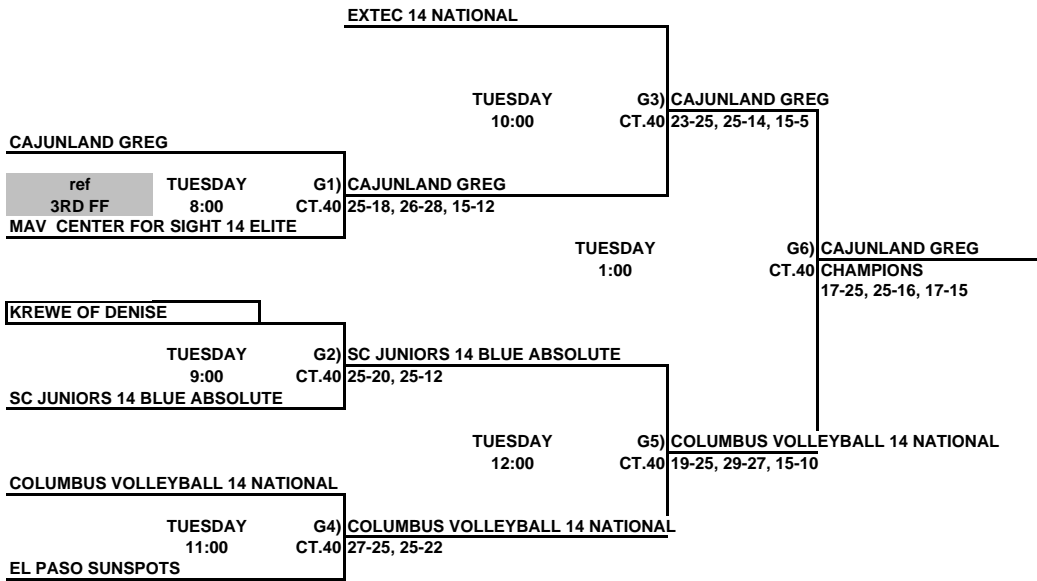 EXTEC 14 NATIONAL
TUESDAY G3) CAJUNLAND GREG
10:00 CT.40 23-25, 25-14, 15-5
CAJUNLAND GREG
ref TUESDAY G1) CAJUNLAND GREG
3RD FF 8:00 CT.40 25-18, 26-28, 15-12
MAV CENTER FOR SIGHT 14 ELITE
TUESDAY G6) CAJUNLAND GREG
1:00 CT.40 CHAMPIONS
17-25, 25-16, 17-15
KREWE OF DENISE
TUESDAY G2) SC JUNIORS 14 BLUE ABSOLUTE
9:00 CT.40 25-20, 25-12
SC JUNIORS 14 BLUE ABSOLUTE
TUESDAY G5) COLUMBUS VOLLEYBALL 14 NATIONAL
12:00 CT.40 19-25, 29-27, 15-10
COLUMBUS VOLLEYBALL 14 NATIONAL
TUESDAY G4) COLUMBUS VOLLEYBALL 14 NATIONAL
11:00 CT.40 27-25, 25-22
EL PASO SUNSPOTS